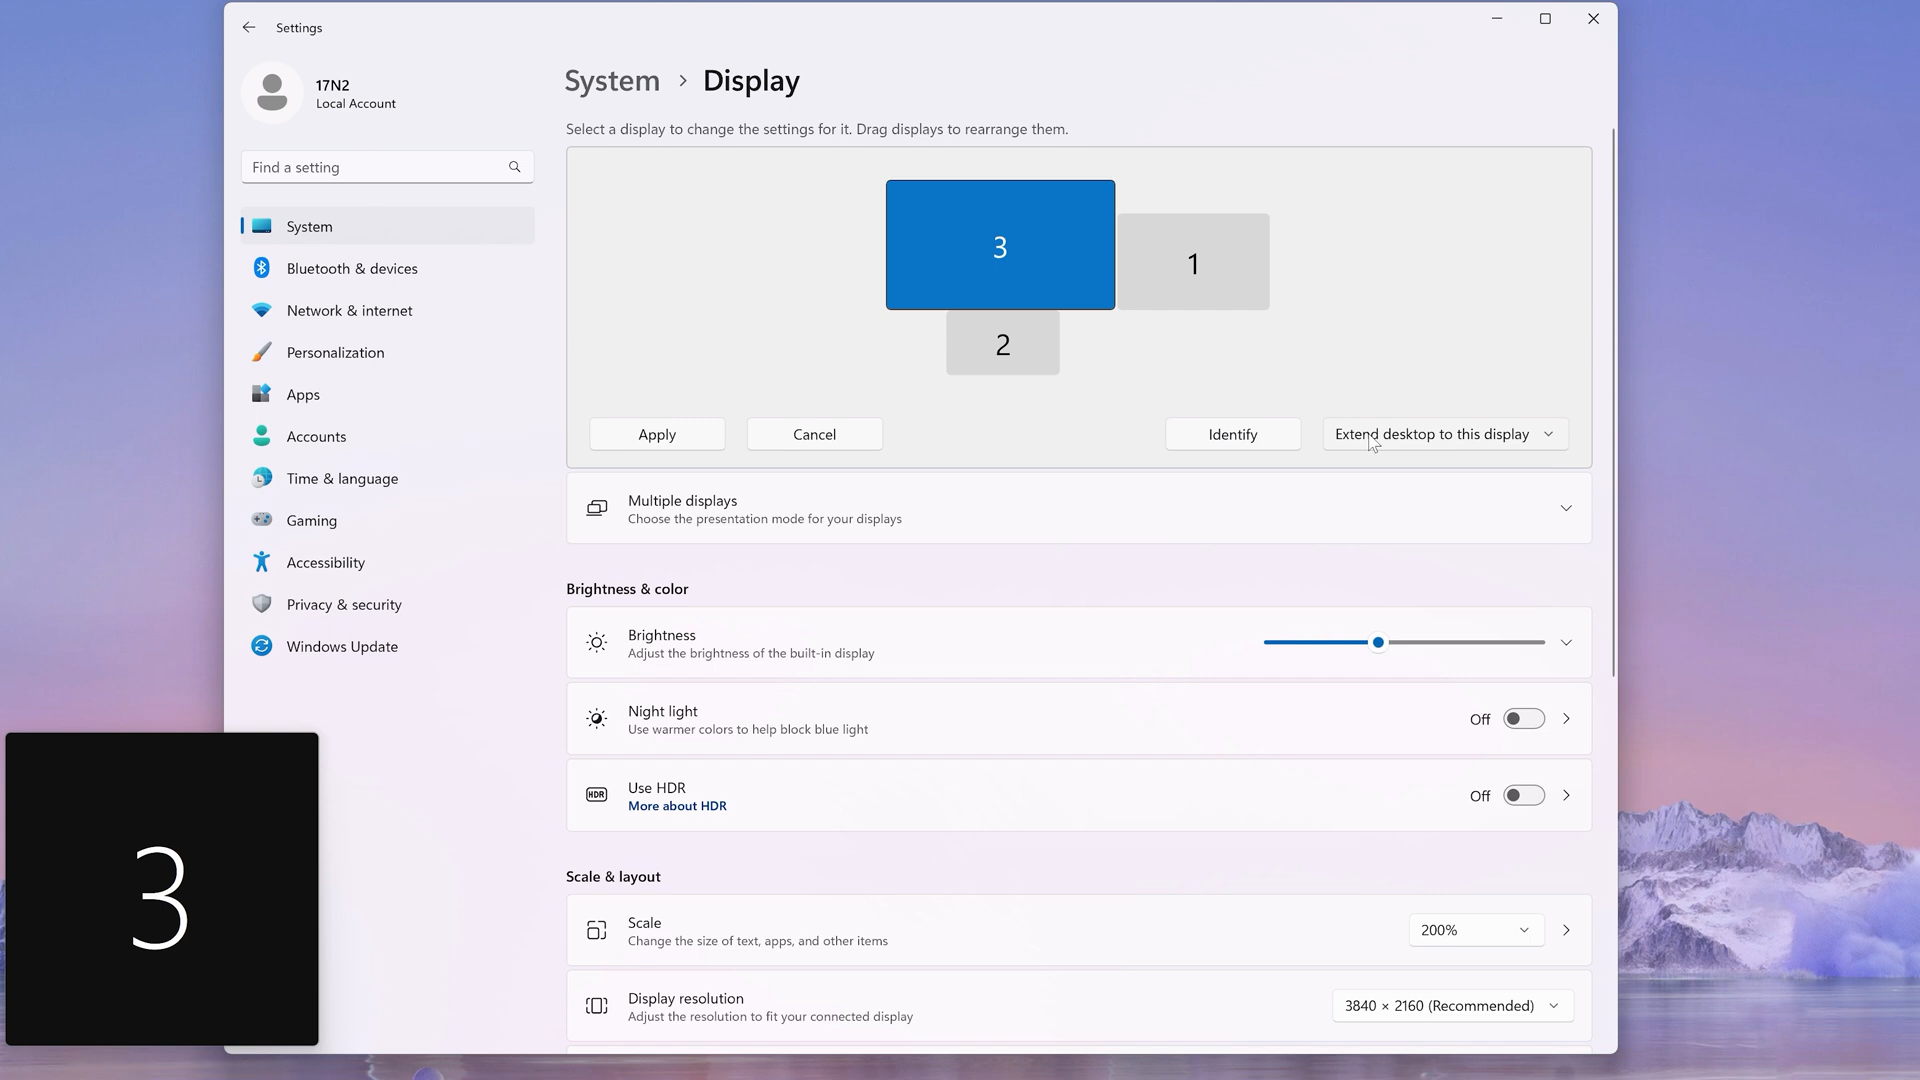 Settings
17N2
Local Account
Find a setting
System
Bluetooth & devices
Network & internet
Personalization
Apps
Accounts
Time & language
Gaming
Accessibility
Privacy & security
Windows Update
System > Display
Select a display to change the settings for it. Drag displays to rearrange them.
3
1
2
Apply
Cancel
Identify
Extend desktop to this display
Multiple displays
Choose the presentation mode for your displays
Brightness & color
Brightness
Adjust the brightness of the built-in display
Night light
Use warmer colors to help block blue light
Off
HDR
Use HDR
More about HDR
Off
Scale & layout
Scale
Change the size of text, apps, and other items
200%
Display resolution
Adjust the resolution to fit your connected display
3840 × 2160 (Recommended)
3